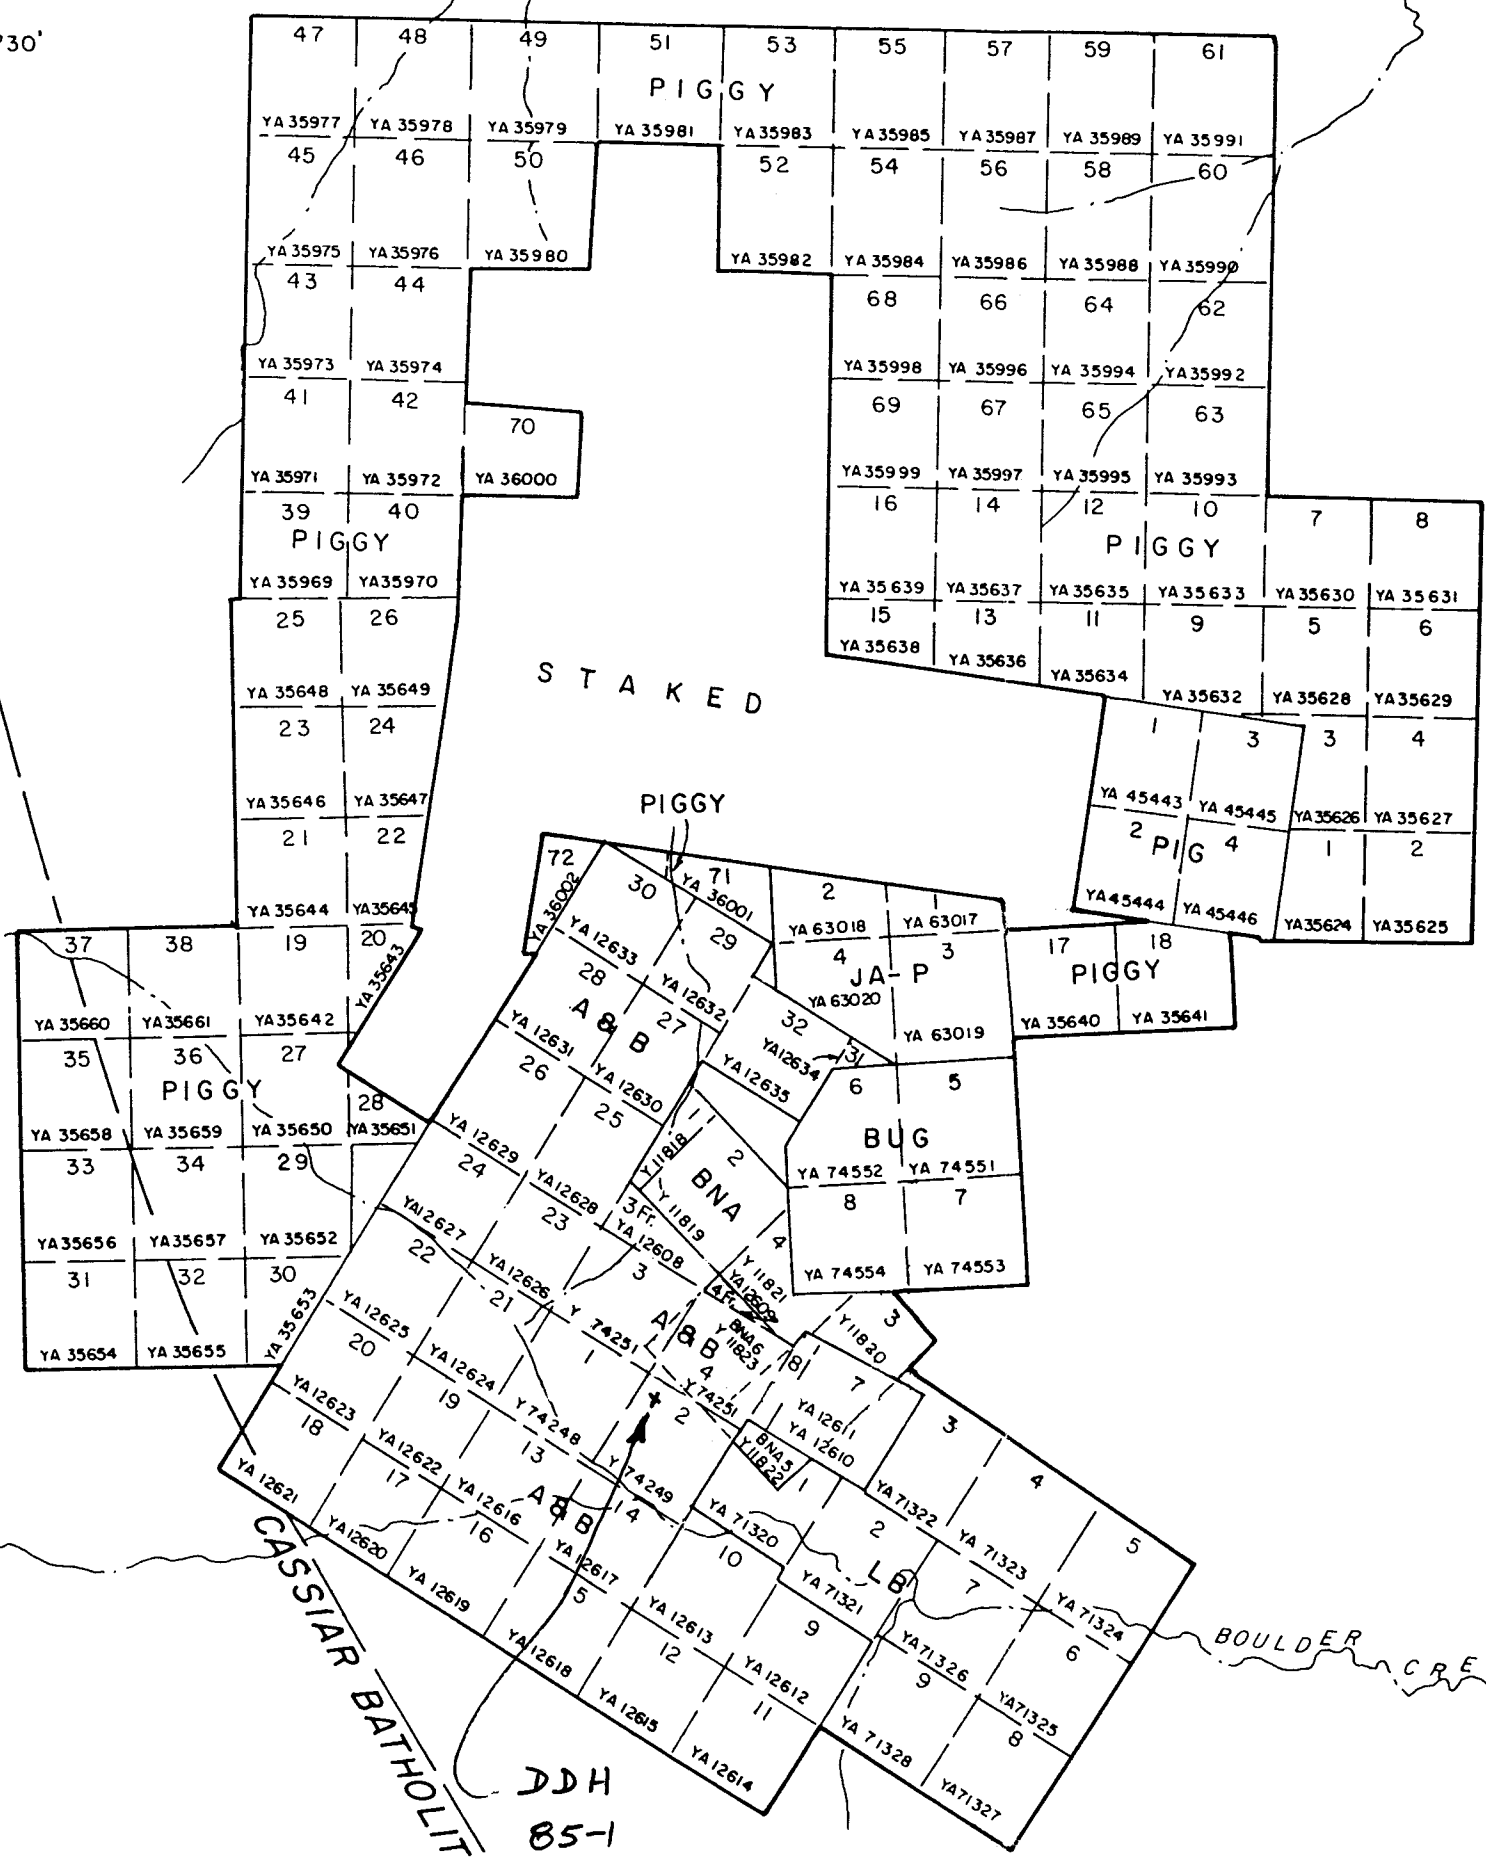 7°30'
47 48 49 51 53 55 57 59 61
PIGGY
YA 35977 YA 35978 YA 35979 YA 35981 YA 35983 YA 35985 YA 35987 YA 35989 YA 35991
45 46 50 52 54 56 58 60
YA 35975 YA 35976 YA 35980 YA 35982 YA 35984 YA 35986 YA 35988 YA 35990
43 44 68 66 64 62
YA 35973 YA 35974 YA 35998 YA 35996 YA 35994 YA 35992
41 42 70 69 67 65 63
YA 35971 YA 35972 YA 36000 YA 35999 YA 35997 YA 35995 YA 35993
39 40 16 14 12 10 7 8
PIGGY PIGGY
YA 35969 YA 35970 YA 35639 YA 35637 YA 35635 YA 35633 YA 35630 YA 35631
25 26 15 13 11 9 5 6
YA 35638 YA 35636 YA 35634 YA 35632 YA 35628 YA 35629
STAKED
YA 35648 YA 35649
23 24 1 3 3 4
YA 35646 YA 35647 YA 45443 YA 45445 YA 35626 YA 35627
21 22 2 PIG 4 1 2
PIGGY
YA 35644 YA 35645 YA 45444 YA 45446 YA 35624 YA 35625
72 71 2
YA 36002 YA 36001 YA 63018 YA 63017
30 29 4 3
JA-P
YA 63020 YA 63019
17 18
PIGGY
YA 35640 YA 35641
37 38 19 20
YA 35643
YA 35660 YA 35661 YA 35642
35 36 27 28
PIGGY
YA 35658 YA 35659 YA 35650 YA 35651
33 34 29
YA 35656 YA 35657 YA 35652
31 32 30
YA 35654 YA 35655 YA 35653
YA 12633 YA 12632
28 27 32 31
A & B
YA 12634
YA 12631 YA 12630 YA 12635
26 25
6 5
BUG
YA 74552 YA 74551
8 7
YA 74554 YA 74553
1 2
BNA
Y 11818 Y 11819
YA 12629 YA 12628
24 23 3 Fr.
YA 12608
4
Y 11821
YA 12609
4 Fr.
BNA 6
Y 11823
3
Y 11820
YA 12627 YA 12626
22 21 3
Y 74251
A & B
1 4
Y 74251
8 7
YA 12611
YA 12610
YA 12625 YA 12624
20 19
Y 74248
2
BNA 5
Y 11822
YA 12623 YA 12622
18 17 13
Y 74249
YA 12621 YA 12620
YA 12616
16 A & B 14
YA 12617
YA 12619 YA 12618
5
YA 12613 YA 12612
12 11
YA 12615 YA 12614
1 2 3 4 5
YA 71320 YA 71322 YA 71323 YA 71324
10 LB 7 6
YA 71321 YA 71326 YA 71325
9 9 8
YA 71328 YA 71327
BOULDER CRE
CASSIAR BATHOLIT
DDH
85-1